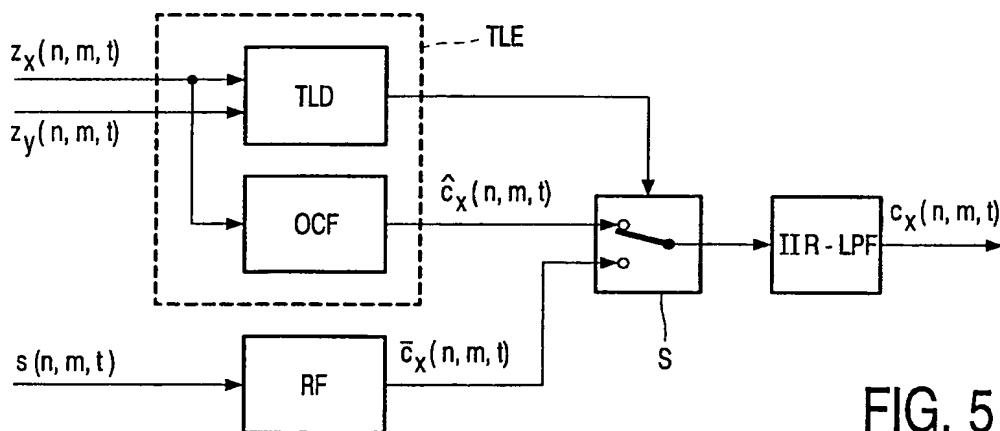 TLE
z_x(n, m, t)
TLD
z_y(n, m, t)
ĉ_x(n, m, t)
OCF
c_x(n, m, t)
IIR-LPF
s(n, m, t)
c̄_x(n, m, t)
S
RF
FIG. 5